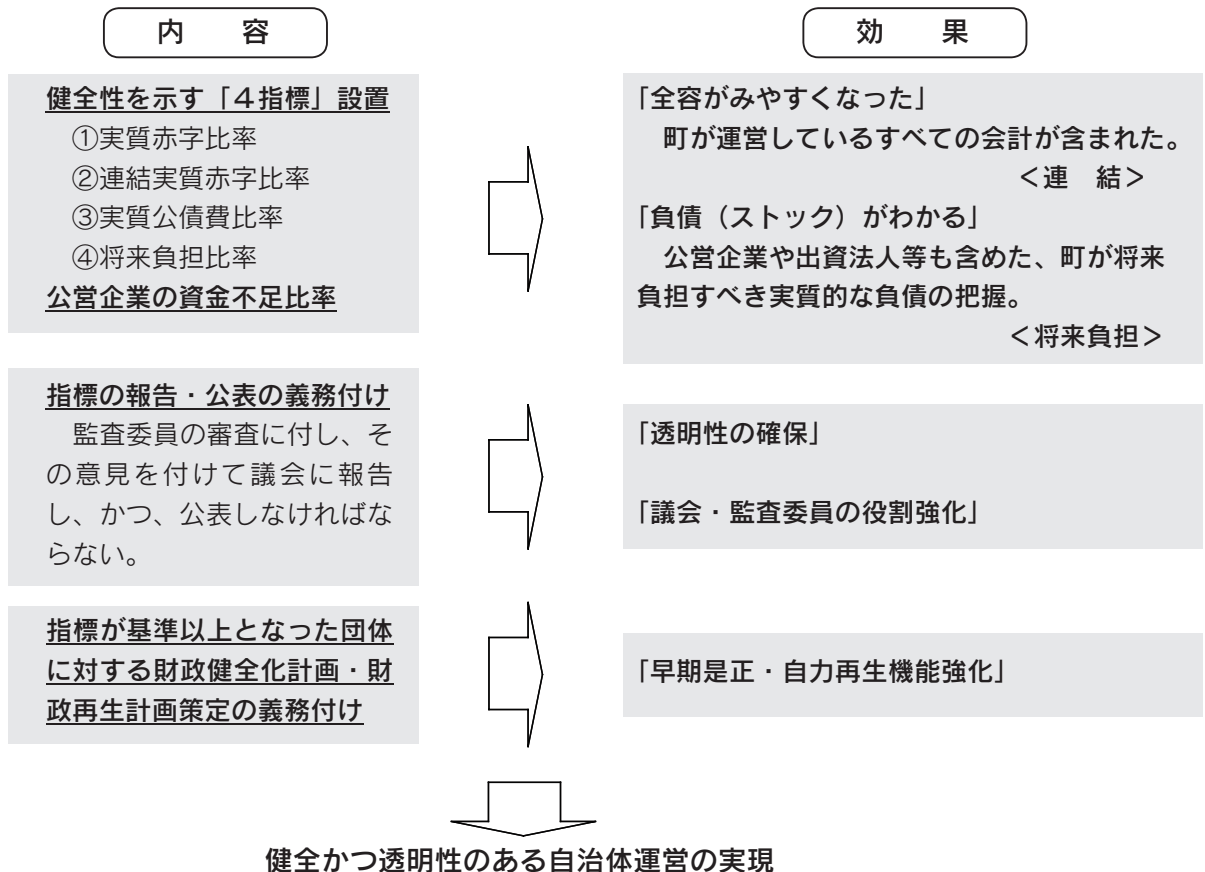 内　容
効　果
健全性を示す「４指標」設置
①実質赤字比率
②連結実質赤字比率
③実質公債費比率
④将来負担比率
公営企業の資金不足比率
「全容がみやすくなった」
町が運営しているすべての会計が含まれた。
＜連　結＞
「負債（ストック）がわかる」
公営企業や出資法人等も含めた、町が将来
負担すべき実質的な負債の把握。
＜将来負担＞
指標の報告・公表の義務付け
監査委員の審査に付し、そ
の意見を付けて議会に報告
し、かつ、公表しなければな
らない。
「透明性の確保」
「議会・監査委員の役割強化」
指標が基準以上となった団体
に対する財政健全化計画・財
政再生計画策定の義務付け
「早期是正・自力再生機能強化」
健全かつ透明性のある自治体運営の実現